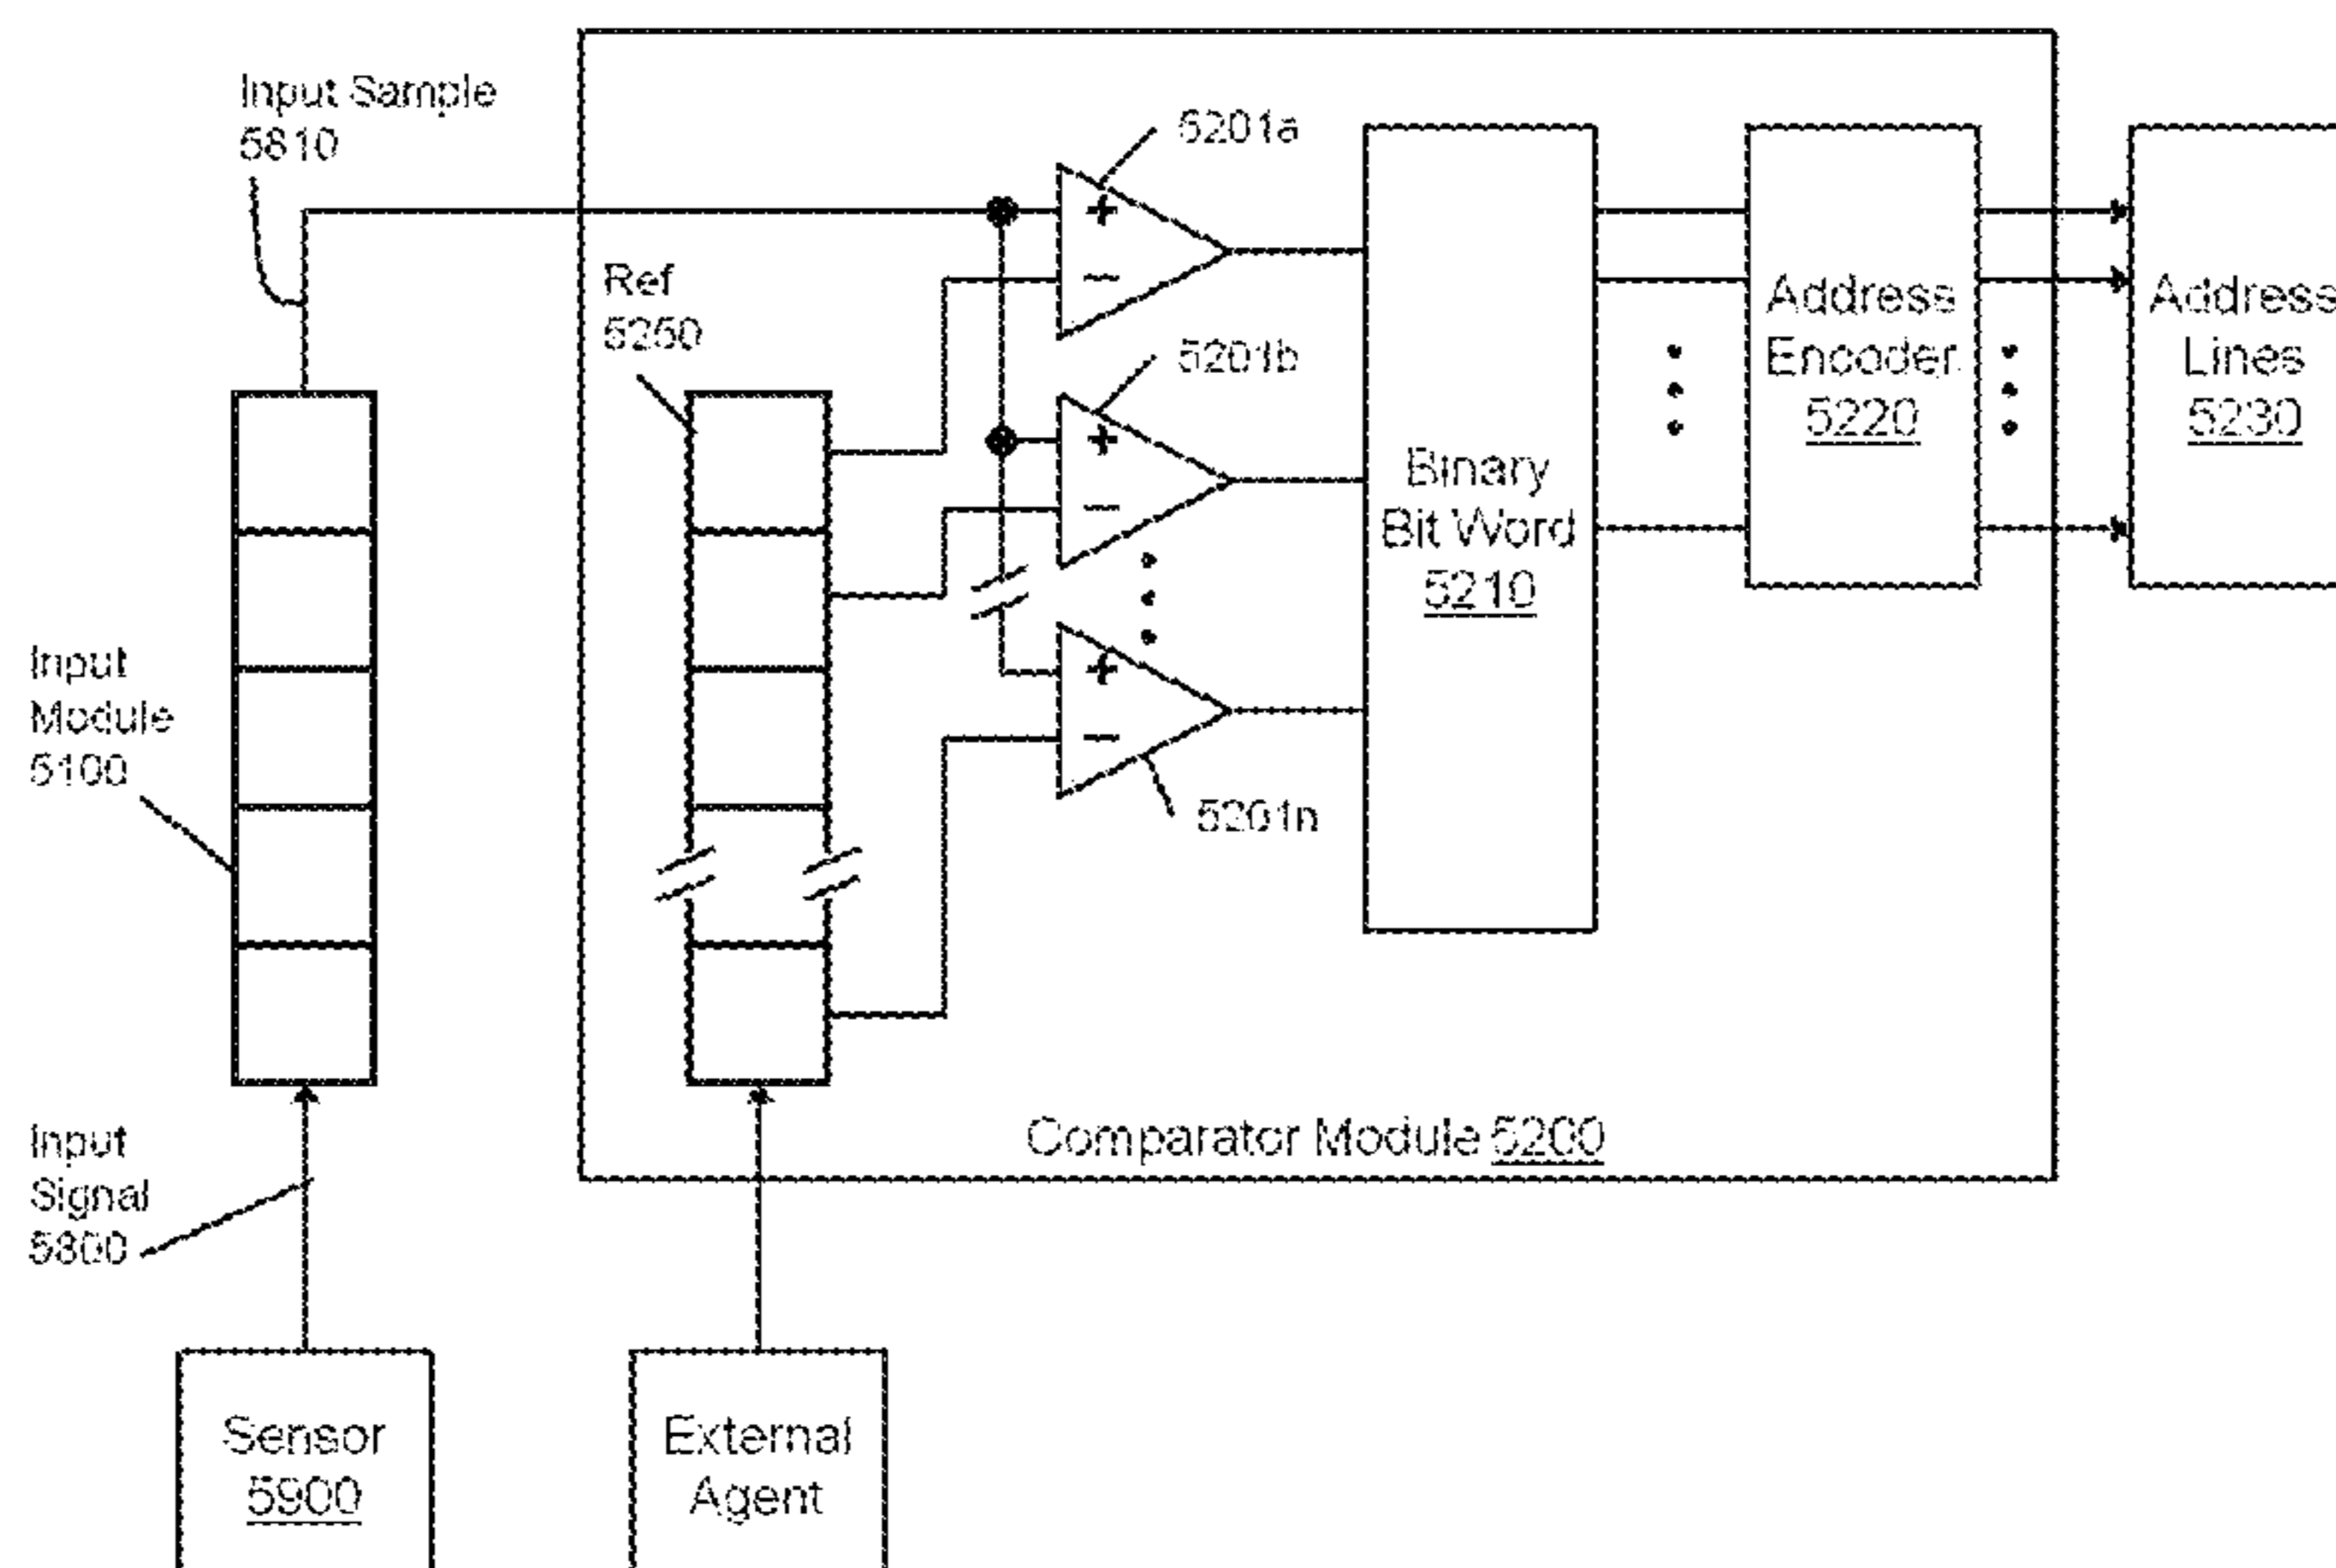 Input Sample
5810
5201a
Ref
5250
5201b
Address
Encoder
5220
Address
Lines
5230
Binary
Bit Word
5210
Input
Module
5100
5201n
Input
Signal
5800
Comparator Module 5200
Sensor
5900
External
Agent
+
−
+
−
+
−